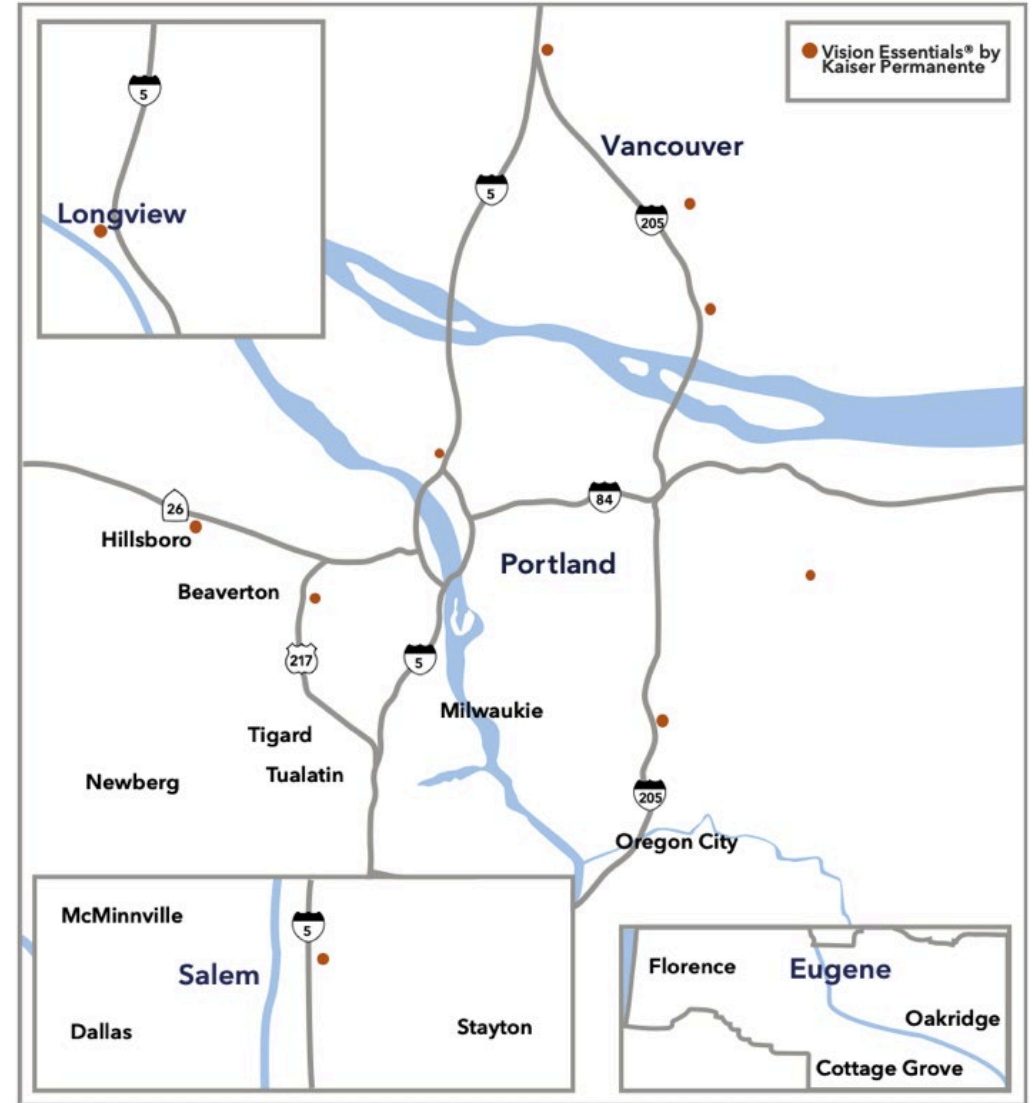 5
Longview
Vision Essentials® by
Kaiser Permanente
Vancouver
5
205
26
Hillsboro
84
Portland
Beaverton
217
5
Milwaukie
Tigard
Tualatin
Newberg
205
Oregon City
McMinnville
5
Salem
Dallas
Stayton
Florence
Eugene
Oakridge
Cottage Grove